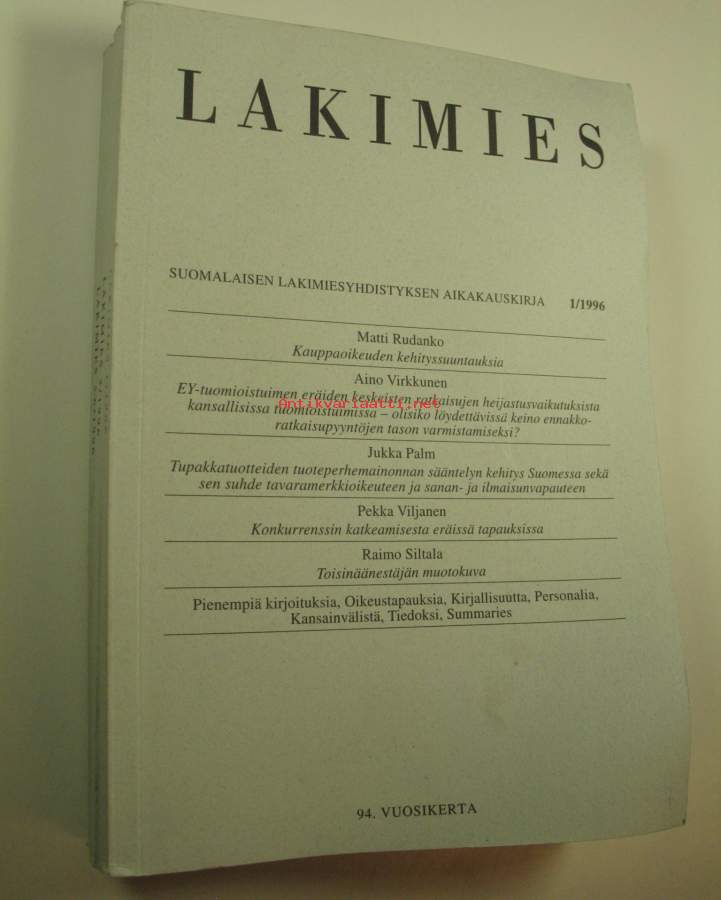 LAKIMIES
SUOMALAISEN LAKIMIESYHDISTYKSEN AIKAKAUSKIRJA 1/1996
Matti Rudanko
Kauppaoikeuden kehityssuuntauksia
Aino Virkkunen
EY-tuomioistuimen eräiden keskeisten ratkaisujen heijastusvaikutuksista
Antikvariaatti.net
kansallisissa tuomioistuimissa – olisiko löydettävissä keino ennakko-
ratkaisupyyntöjen tason varmistamiseksi?
Jukka Palm
Tupakkatuotteiden tuoteperhemainonnan sääntelyn kehitys Suomessa sekä
sen suhde tavaramerkkioikeuteen ja sanan- ja ilmaisunvapauteen
Pekka Viljanen
Konkurrenssin katkeamisesta eräissä tapauksissa
Raimo Siltala
Toisinäänestäjän muotokuva
Pienempiä kirjoituksia, Oikeustapauksia, Kirjallisuutta, Personalia,
Kansainvälistä, Tiedoksi, Summaries
94. VUOSIKERTA